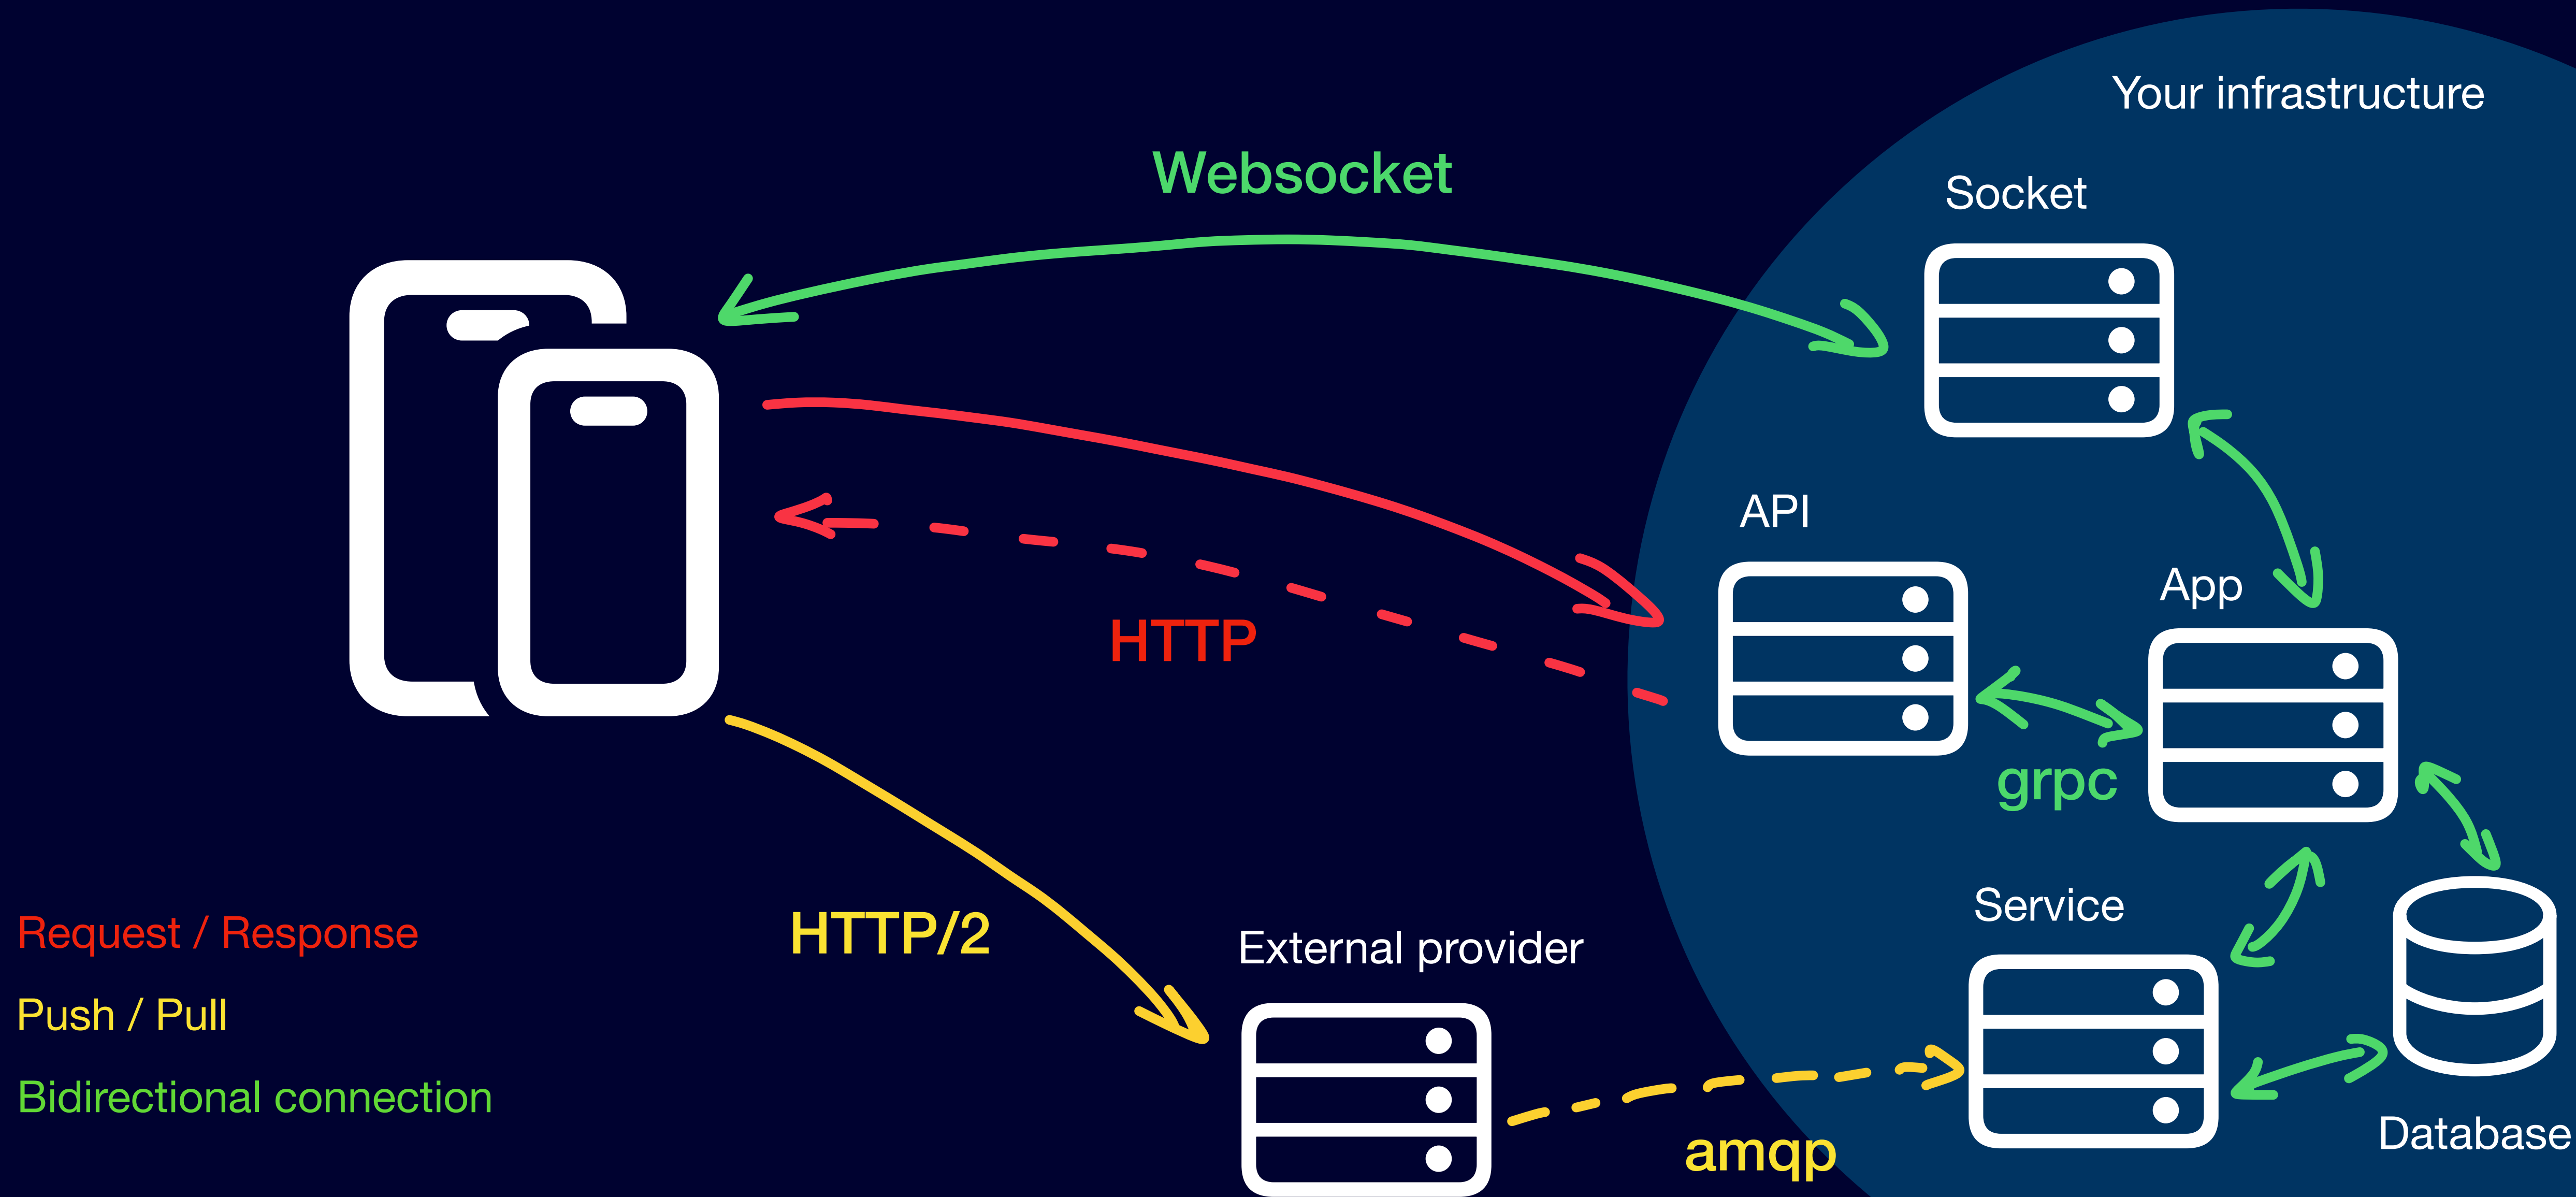 Your infrastructure
Websocket
Socket
API
App
HTTP
grpc
Service
HTTP/2
External provider
Request / Response
Push / Pull
Bidirectional connection
amqp
Database